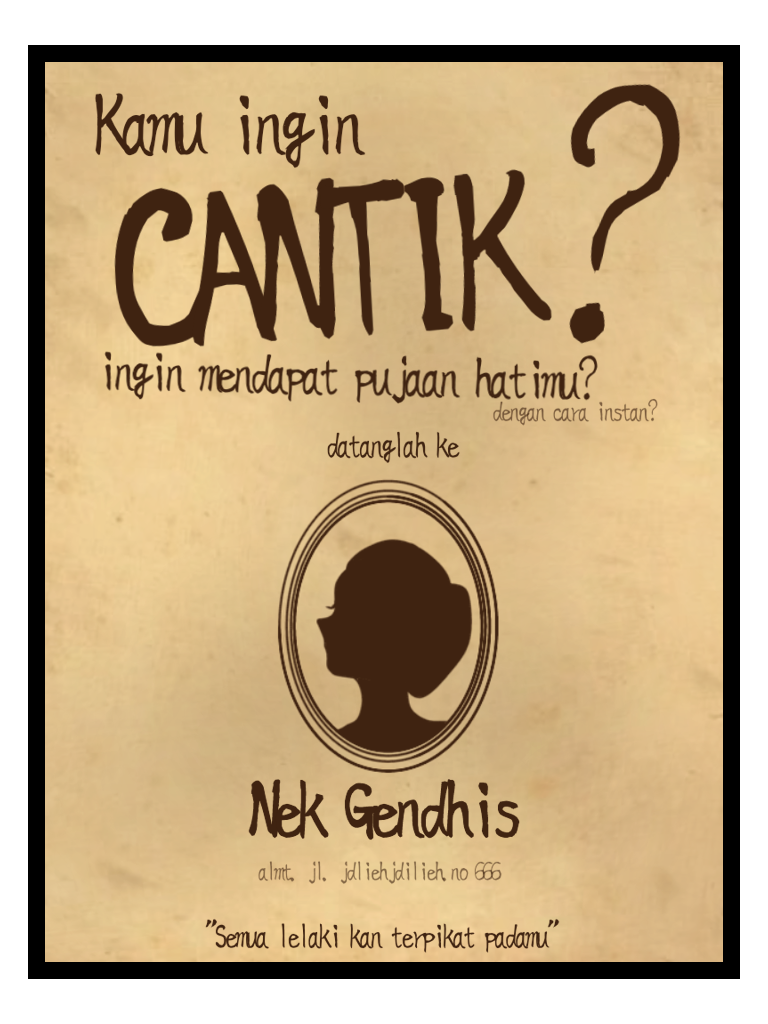 Kamu ingin
CANTIK?
ingin mendapat pujaan hatimu?
dengan cara instan?
datanglah ke
Nek Gendhis
almt. jl. jdliehjdilieh.no 666
"Semua lelaki kan terpikat padamu"